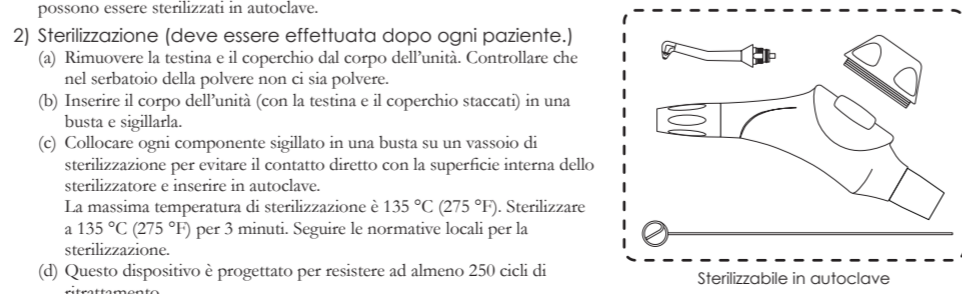 possono essere sterilizzati in autoclave.
2) Sterilizzazione (deve essere effettuata dopo ogni paziente.)
(a) Rimuovere la testina e il coperchio dal corpo dell'unità. Controllare che
nel serbatoio della polvere non ci sia polvere.
(b) Inserire il corpo dell'unità (con la testina e il coperchio staccati) in una
busta e sigillarla.
(c) Collocare ogni componente sigillato in una busta su un vassoio di
sterilizzazione per evitare il contatto diretto con la superficie interna dello
sterilizzatore e inserire in autoclave.
La massima temperatura di sterilizzazione è 135 °C (275 °F). Sterilizzare
a 135 °C (275 °F) per 3 minuti. Seguire le normative locali per la
sterilizzazione.
(d) Questo dispositivo è progettato per resistere ad almeno 250 cicli di
ritrattamento.
Sterilizzabile in autoclave